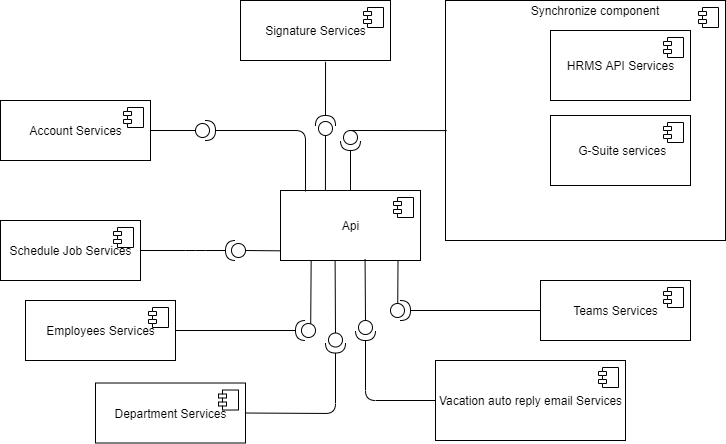 Signature Services
Synchronize component
HRMS API Services
Account Services
G-Suite services
Api
Schedule Job Services
Teams Services
Employees Services
Vacation auto reply email Services
Department Services